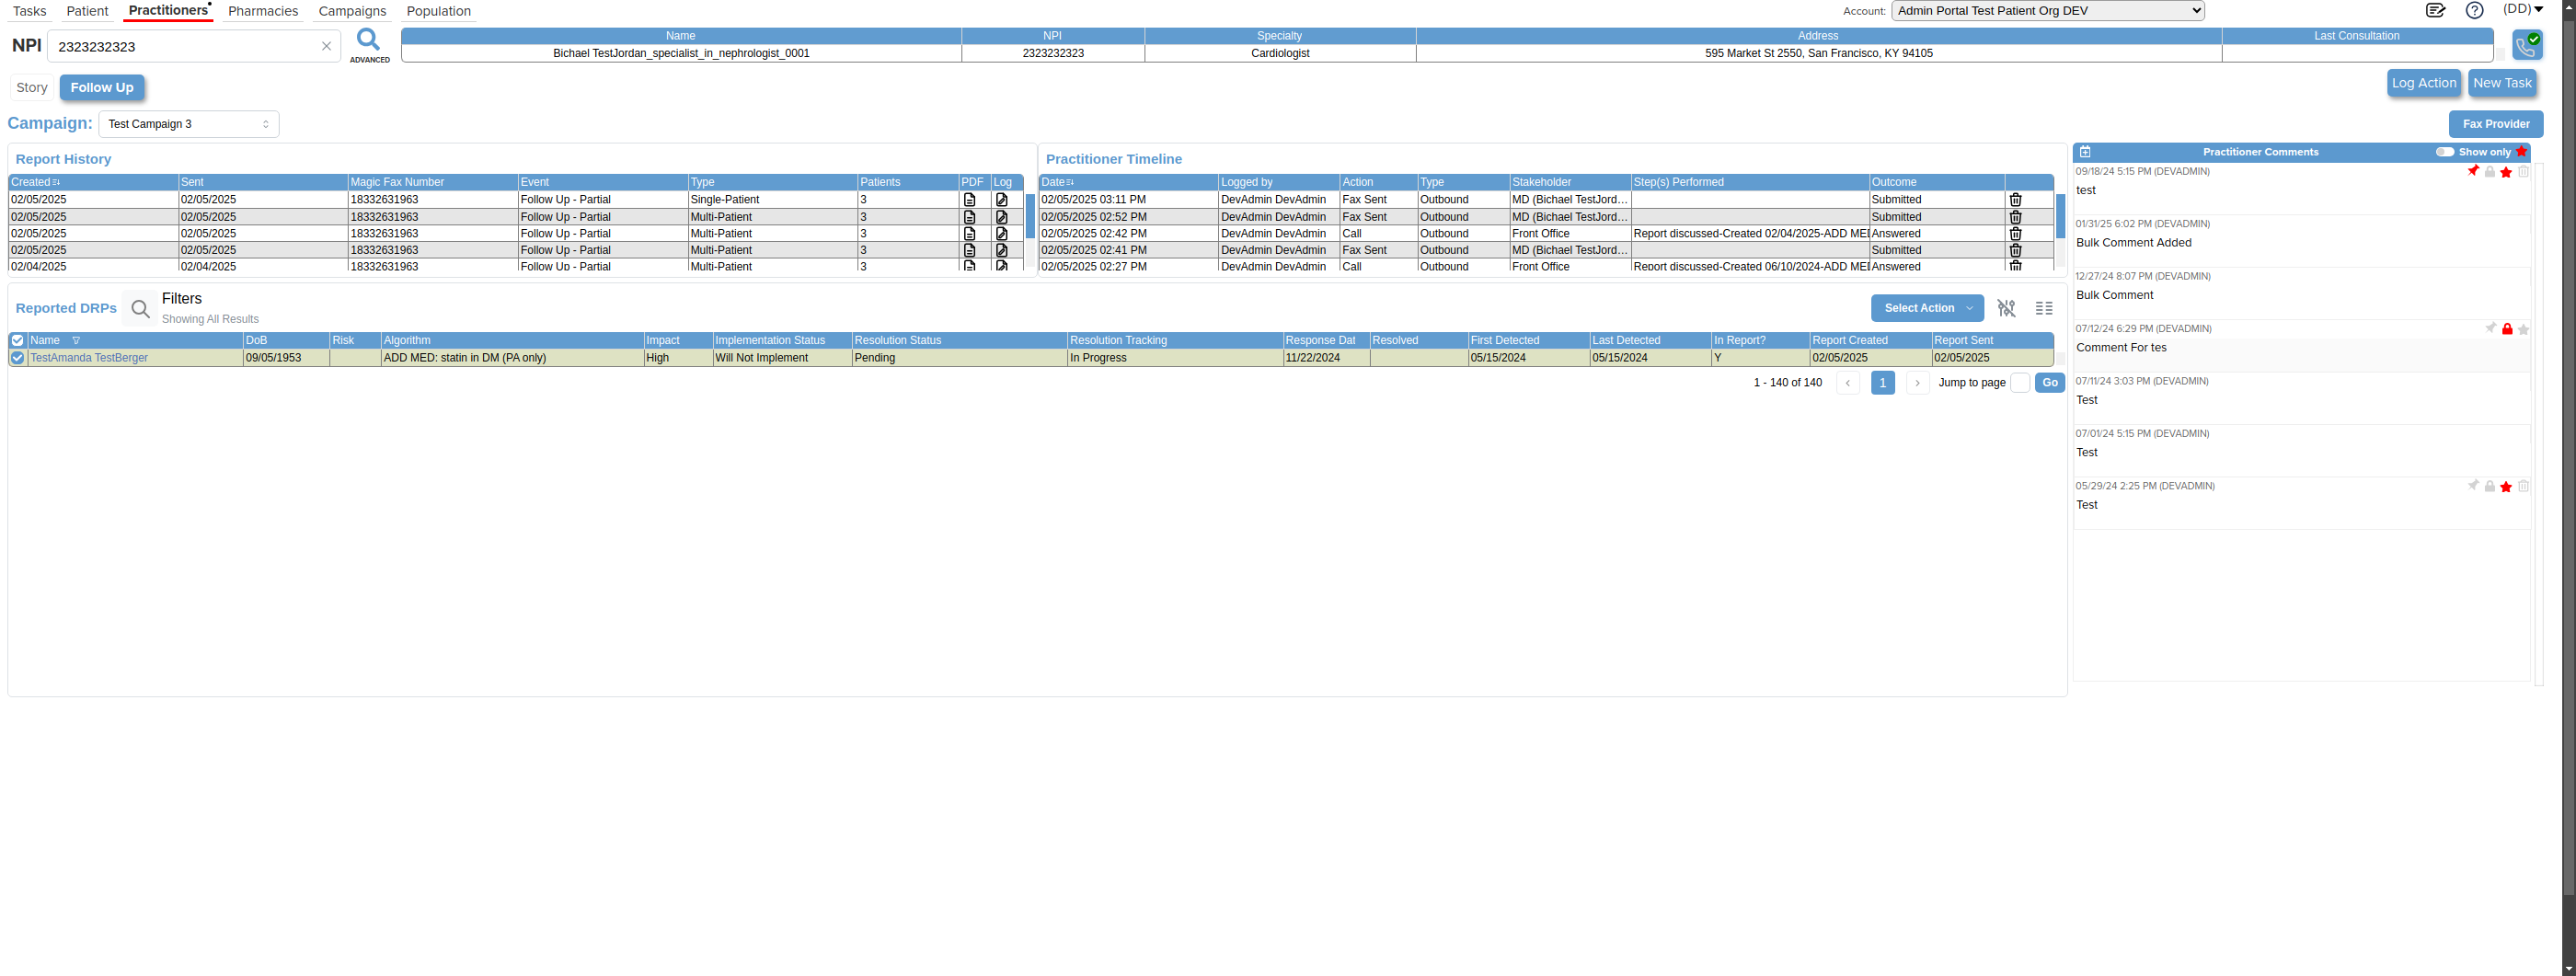 Tasks Patient Practitioners Pharmacies Campaigns Population Account: Admin Portal Test Patient Org DEV (DD)
NPI 2323232323 ADVANCED
Name NPI Specialty Address Last Consultation
Bichael TestJordan_specialist_in_nephrologist_0001 2323232323 Cardiologist 595 Market St 2550, San Francisco, KY 94105
Story Follow Up Log Action New Task
Campaign: Test Campaign 3 Fax Provider
Report History
Created Sent Magic Fax Number Event Type Patients PDF Log
02/05/2025 02/05/2025 18332631963 Follow Up - Partial Single-Patient 3
02/05/2025 02/05/2025 18332631963 Follow Up - Partial Multi-Patient 3
02/05/2025 02/05/2025 18332631963 Follow Up - Partial Multi-Patient 3
02/05/2025 02/05/2025 18332631963 Follow Up - Partial Multi-Patient 3
02/04/2025 02/04/2025 18332631963 Follow Up - Partial Multi-Patient 3
Practitioner Timeline
Date Logged by Action Type Stakeholder Step(s) Performed Outcome
02/05/2025 03:11 PM DevAdmin DevAdmin Fax Sent Outbound MD (Bichael TestJord... Submitted
02/05/2025 02:52 PM DevAdmin DevAdmin Fax Sent Outbound MD (Bichael TestJord... Submitted
02/05/2025 02:42 PM DevAdmin DevAdmin Call Outbound Front Office Report discussed-Created 02/04/2025-ADD MED Answered
02/05/2025 02:41 PM DevAdmin DevAdmin Fax Sent Outbound MD (Bichael TestJord... Submitted
02/05/2025 02:27 PM DevAdmin DevAdmin Call Outbound Front Office Report discussed-Created 06/10/2024-ADD MED Answered
Practitioner Comments Show only
09/18/24 5:15 PM (DEVADMIN)
test
01/31/25 6:02 PM (DEVADMIN)
Bulk Comment Added
12/27/24 8:07 PM (DEVADMIN)
Bulk Comment
07/12/24 6:29 PM (DEVADMIN)
Comment For tes
07/11/24 3:03 PM (DEVADMIN)
Test
07/01/24 5:15 PM (DEVADMIN)
Test
05/29/24 2:25 PM (DEVADMIN)
Test
Reported DRPs Filters Select Action
Showing All Results
Name DoB Risk Algorithm Impact Implementation Status Resolution Status Resolution Tracking Response Dat Resolved First Detected Last Detected In Report? Report Created Report Sent
TestAmanda TestBerger 09/05/1953 ADD MED: statin in DM (PA only) High Will Not Implement Pending In Progress 11/22/2024 05/15/2024 05/15/2024 Y 02/05/2025 02/05/2025
1 - 140 of 140 1 Jump to page Go